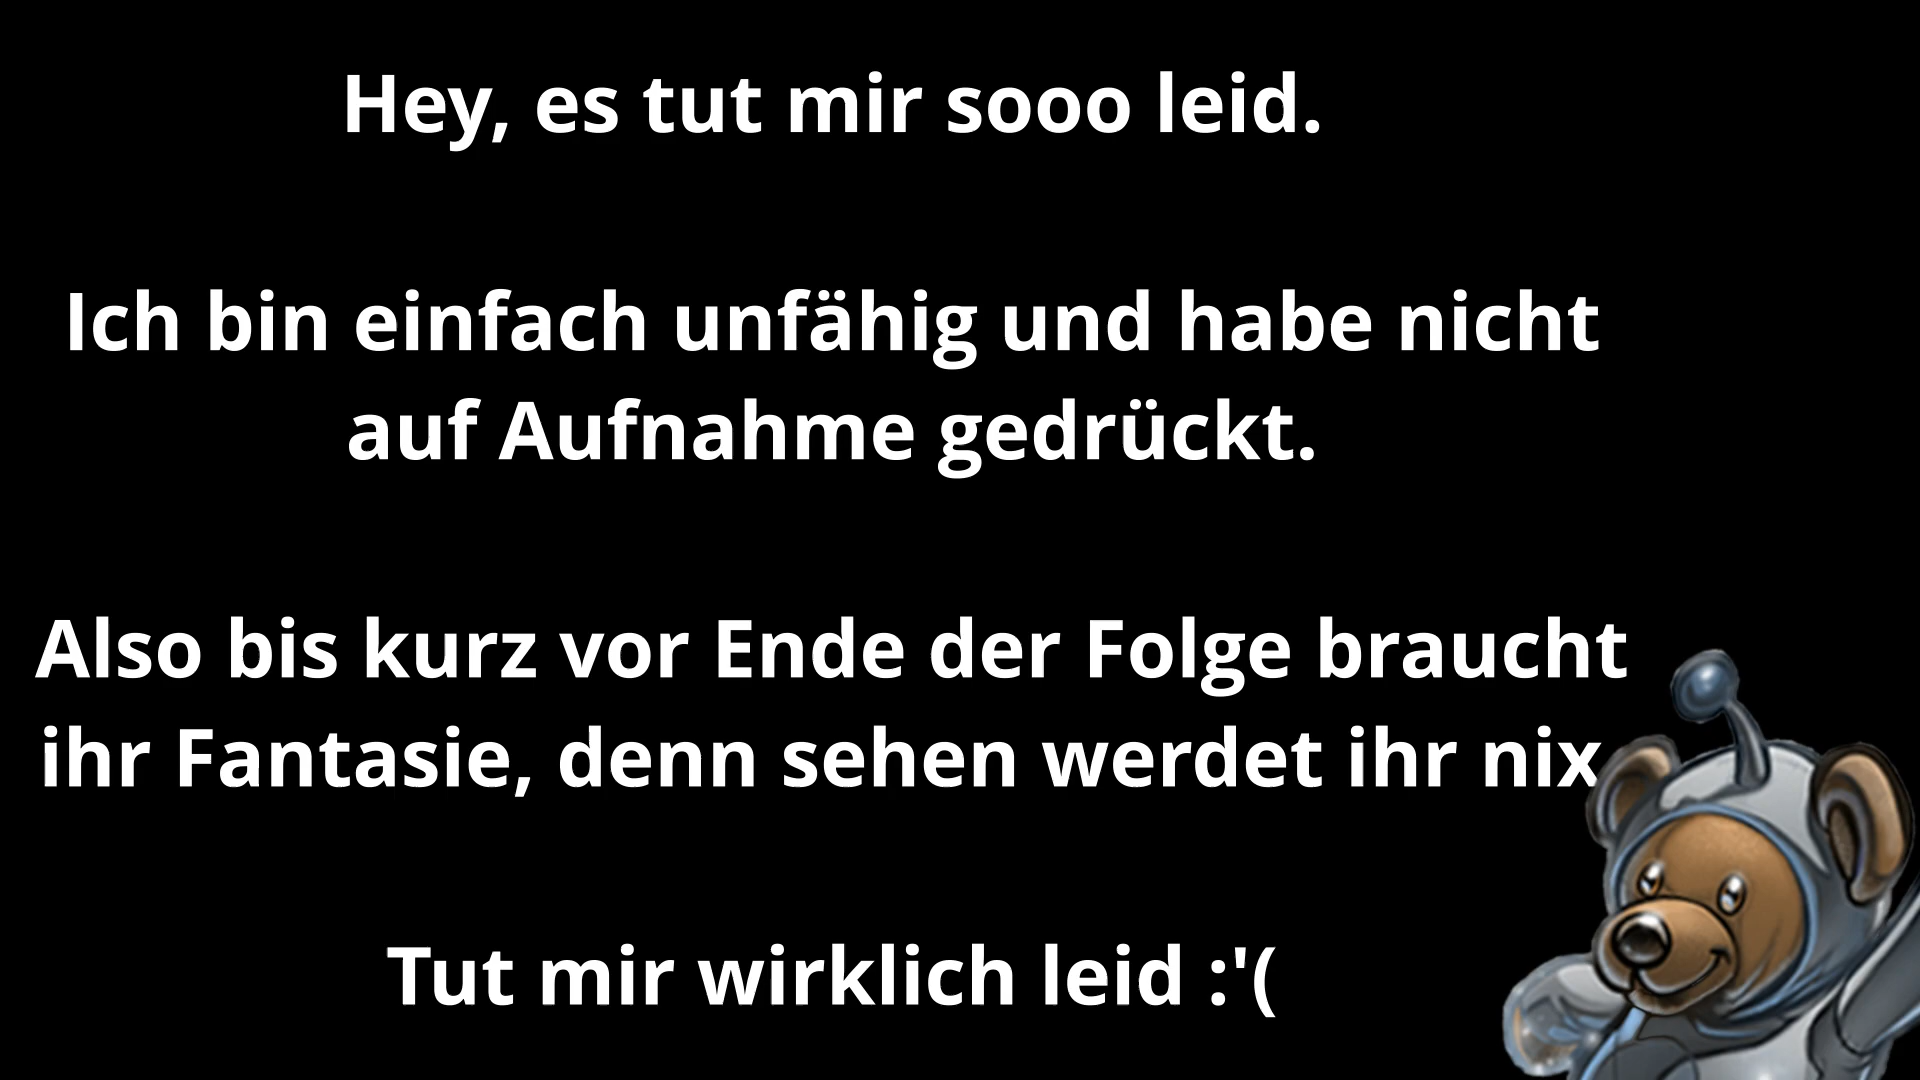 Hey, es tut mir sooo leid.
Ich bin einfach unfähig und habe nicht
auf Aufnahme gedrückt.
Also bis kurz vor Ende der Folge braucht
ihr Fantasie, denn sehen werdet ihr nix
Tut mir wirklich leid :'(